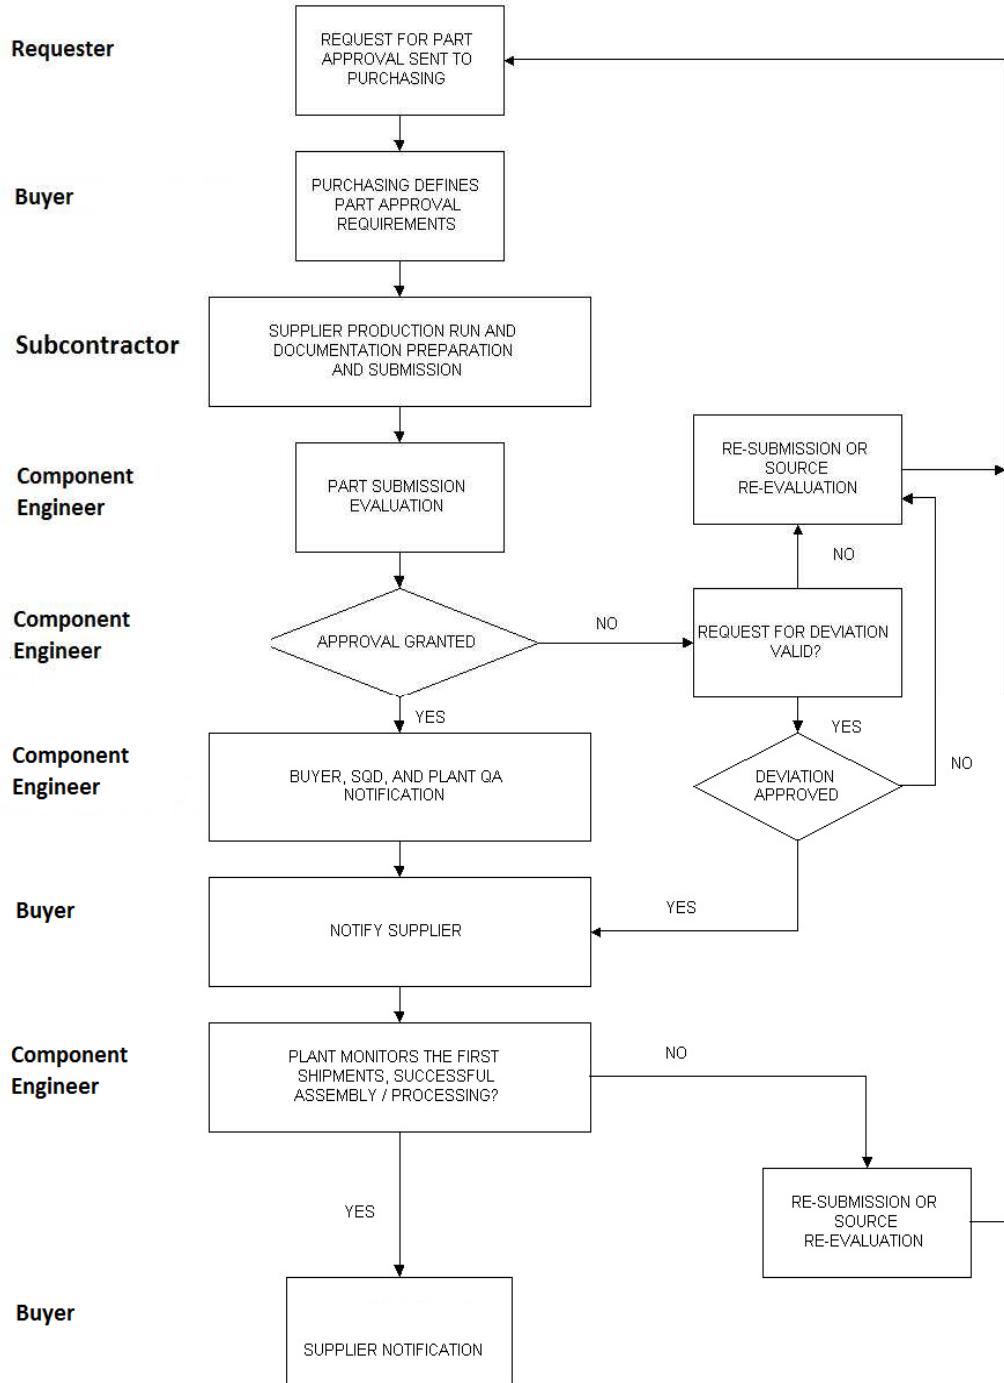 Requester
REQUEST FOR PART
APPROVAL SENT TO
PURCHASING
Buyer
PURCHASING DEFINES
PART APPROVAL
REQUIREMENTS
Subcontractor
SUPPLIER PRODUCTION RUN AND
DOCUMENTATION PREPARATION
AND SUBMISSION
Component
Engineer
PART SUBMISSION
EVALUATION
RE-SUBMISSION OR
SOURCE
RE-EVALUATION
NO
Component
Engineer
APPROVAL GRANTED
NO
REQUEST FOR DEVIATION
VALID?
YES
YES
Component
Engineer
BUYER, SQD, AND PLANT QA
NOTIFICATION
DEVIATION
APPROVED
NO
Buyer
NOTIFY SUPPLIER
YES
Component
Engineer
PLANT MONITORS THE FIRST
SHIPMENTS, SUCCESSFUL
ASSEMBLY / PROCESSING?
NO
YES
RE-SUBMISSION OR
SOURCE
RE-EVALUATION
Buyer
SUPPLIER NOTIFICATION